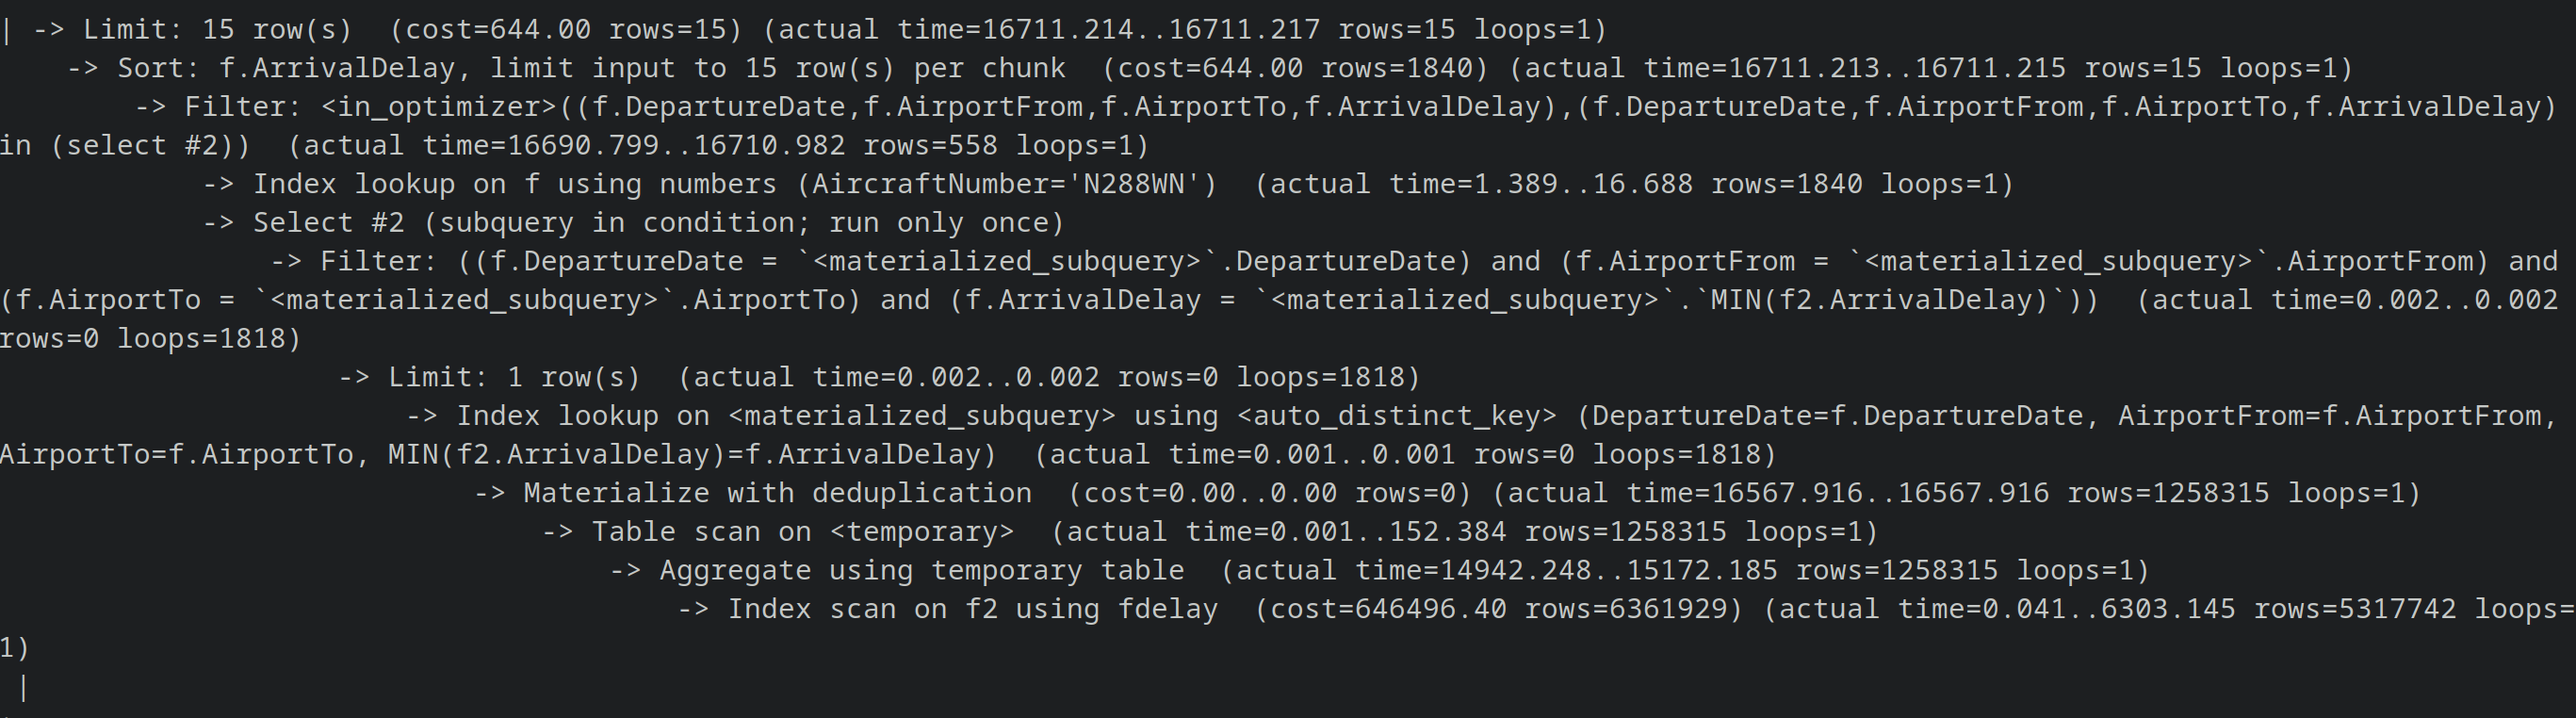 | -> Limit: 15 row(s)  (cost=644.00 rows=15) (actual time=16711.214..16711.217 rows=15 loops=1)
    -> Sort: f.ArrivalDelay, limit input to 15 row(s) per chunk  (cost=644.00 rows=1840) (actual time=16711.213..16711.215 rows=15 loops=1)
        -> Filter: <in_optimizer>((f.DepartureDate,f.AirportFrom,f.AirportTo,f.ArrivalDelay),(f.DepartureDate,f.AirportFrom,f.AirportTo,f.ArrivalDelay)
in (select #2))  (actual time=16690.799..16710.982 rows=558 loops=1)
            -> Index lookup on f using numbers (AircraftNumber='N288WN')  (actual time=1.389..16.688 rows=1840 loops=1)
            -> Select #2 (subquery in condition; run only once)
                -> Filter: ((f.DepartureDate = `<materialized_subquery>`.DepartureDate) and (f.AirportFrom = `<materialized_subquery>`.AirportFrom) and
(f.AirportTo = `<materialized_subquery>`.AirportTo) and (f.ArrivalDelay = `<materialized_subquery>`.`MIN(f2.ArrivalDelay)`))  (actual time=0.002..0.002
rows=0 loops=1818)
                    -> Limit: 1 row(s)  (actual time=0.002..0.002 rows=0 loops=1818)
                        -> Index lookup on <materialized_subquery> using <auto_distinct_key> (DepartureDate=f.DepartureDate, AirportFrom=f.AirportFrom,
AirportTo=f.AirportTo, MIN(f2.ArrivalDelay)=f.ArrivalDelay)  (actual time=0.001..0.001 rows=0 loops=1818)
                            -> Materialize with deduplication  (cost=0.00..0.00 rows=0) (actual time=16567.916..16567.916 rows=1258315 loops=1)
                                -> Table scan on <temporary>  (actual time=0.001..152.384 rows=1258315 loops=1)
                                    -> Aggregate using temporary table  (actual time=14942.248..15172.185 rows=1258315 loops=1)
                                        -> Index scan on f2 using fdelay  (cost=646496.40 rows=6361929) (actual time=0.041..6303.145 rows=5317742 loops=
1)
 |